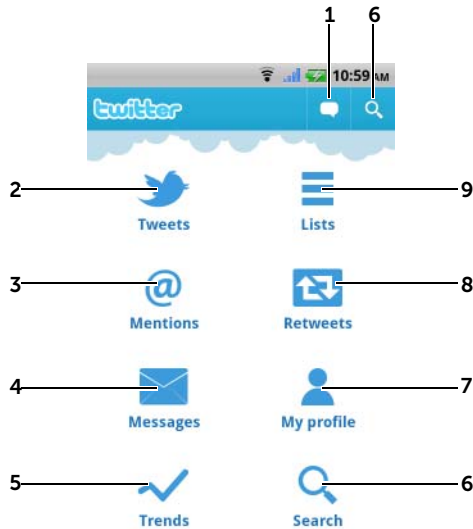 1 6
10:59 AM
twitter
2 9
Tweets Lists
3 8
Mentions Retweets
4 7
Messages My profile
5 6
Trends Search